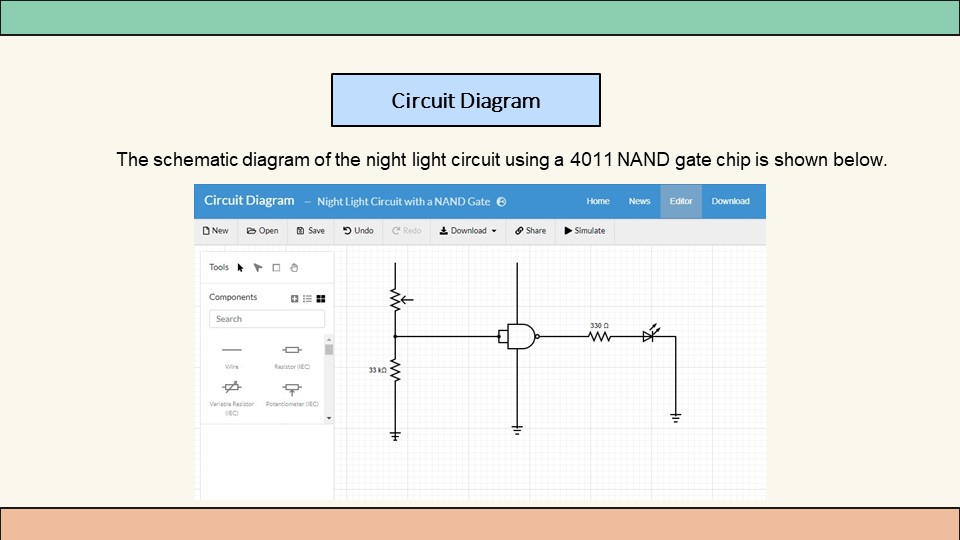 Circuit Diagram
The schematic diagram of the night light circuit using a 4011 NAND gate chip is shown below.
Circuit Diagram – Night Light Circuit with a NAND Gate Home News Editor Download
New Open Save Undo Redo Download Share Simulate
Tools
Components
Search
Wire Resistor (IEC)
Variable Resistor (IEC) Potentiometer (IEC)
330 Ω
33 kΩ